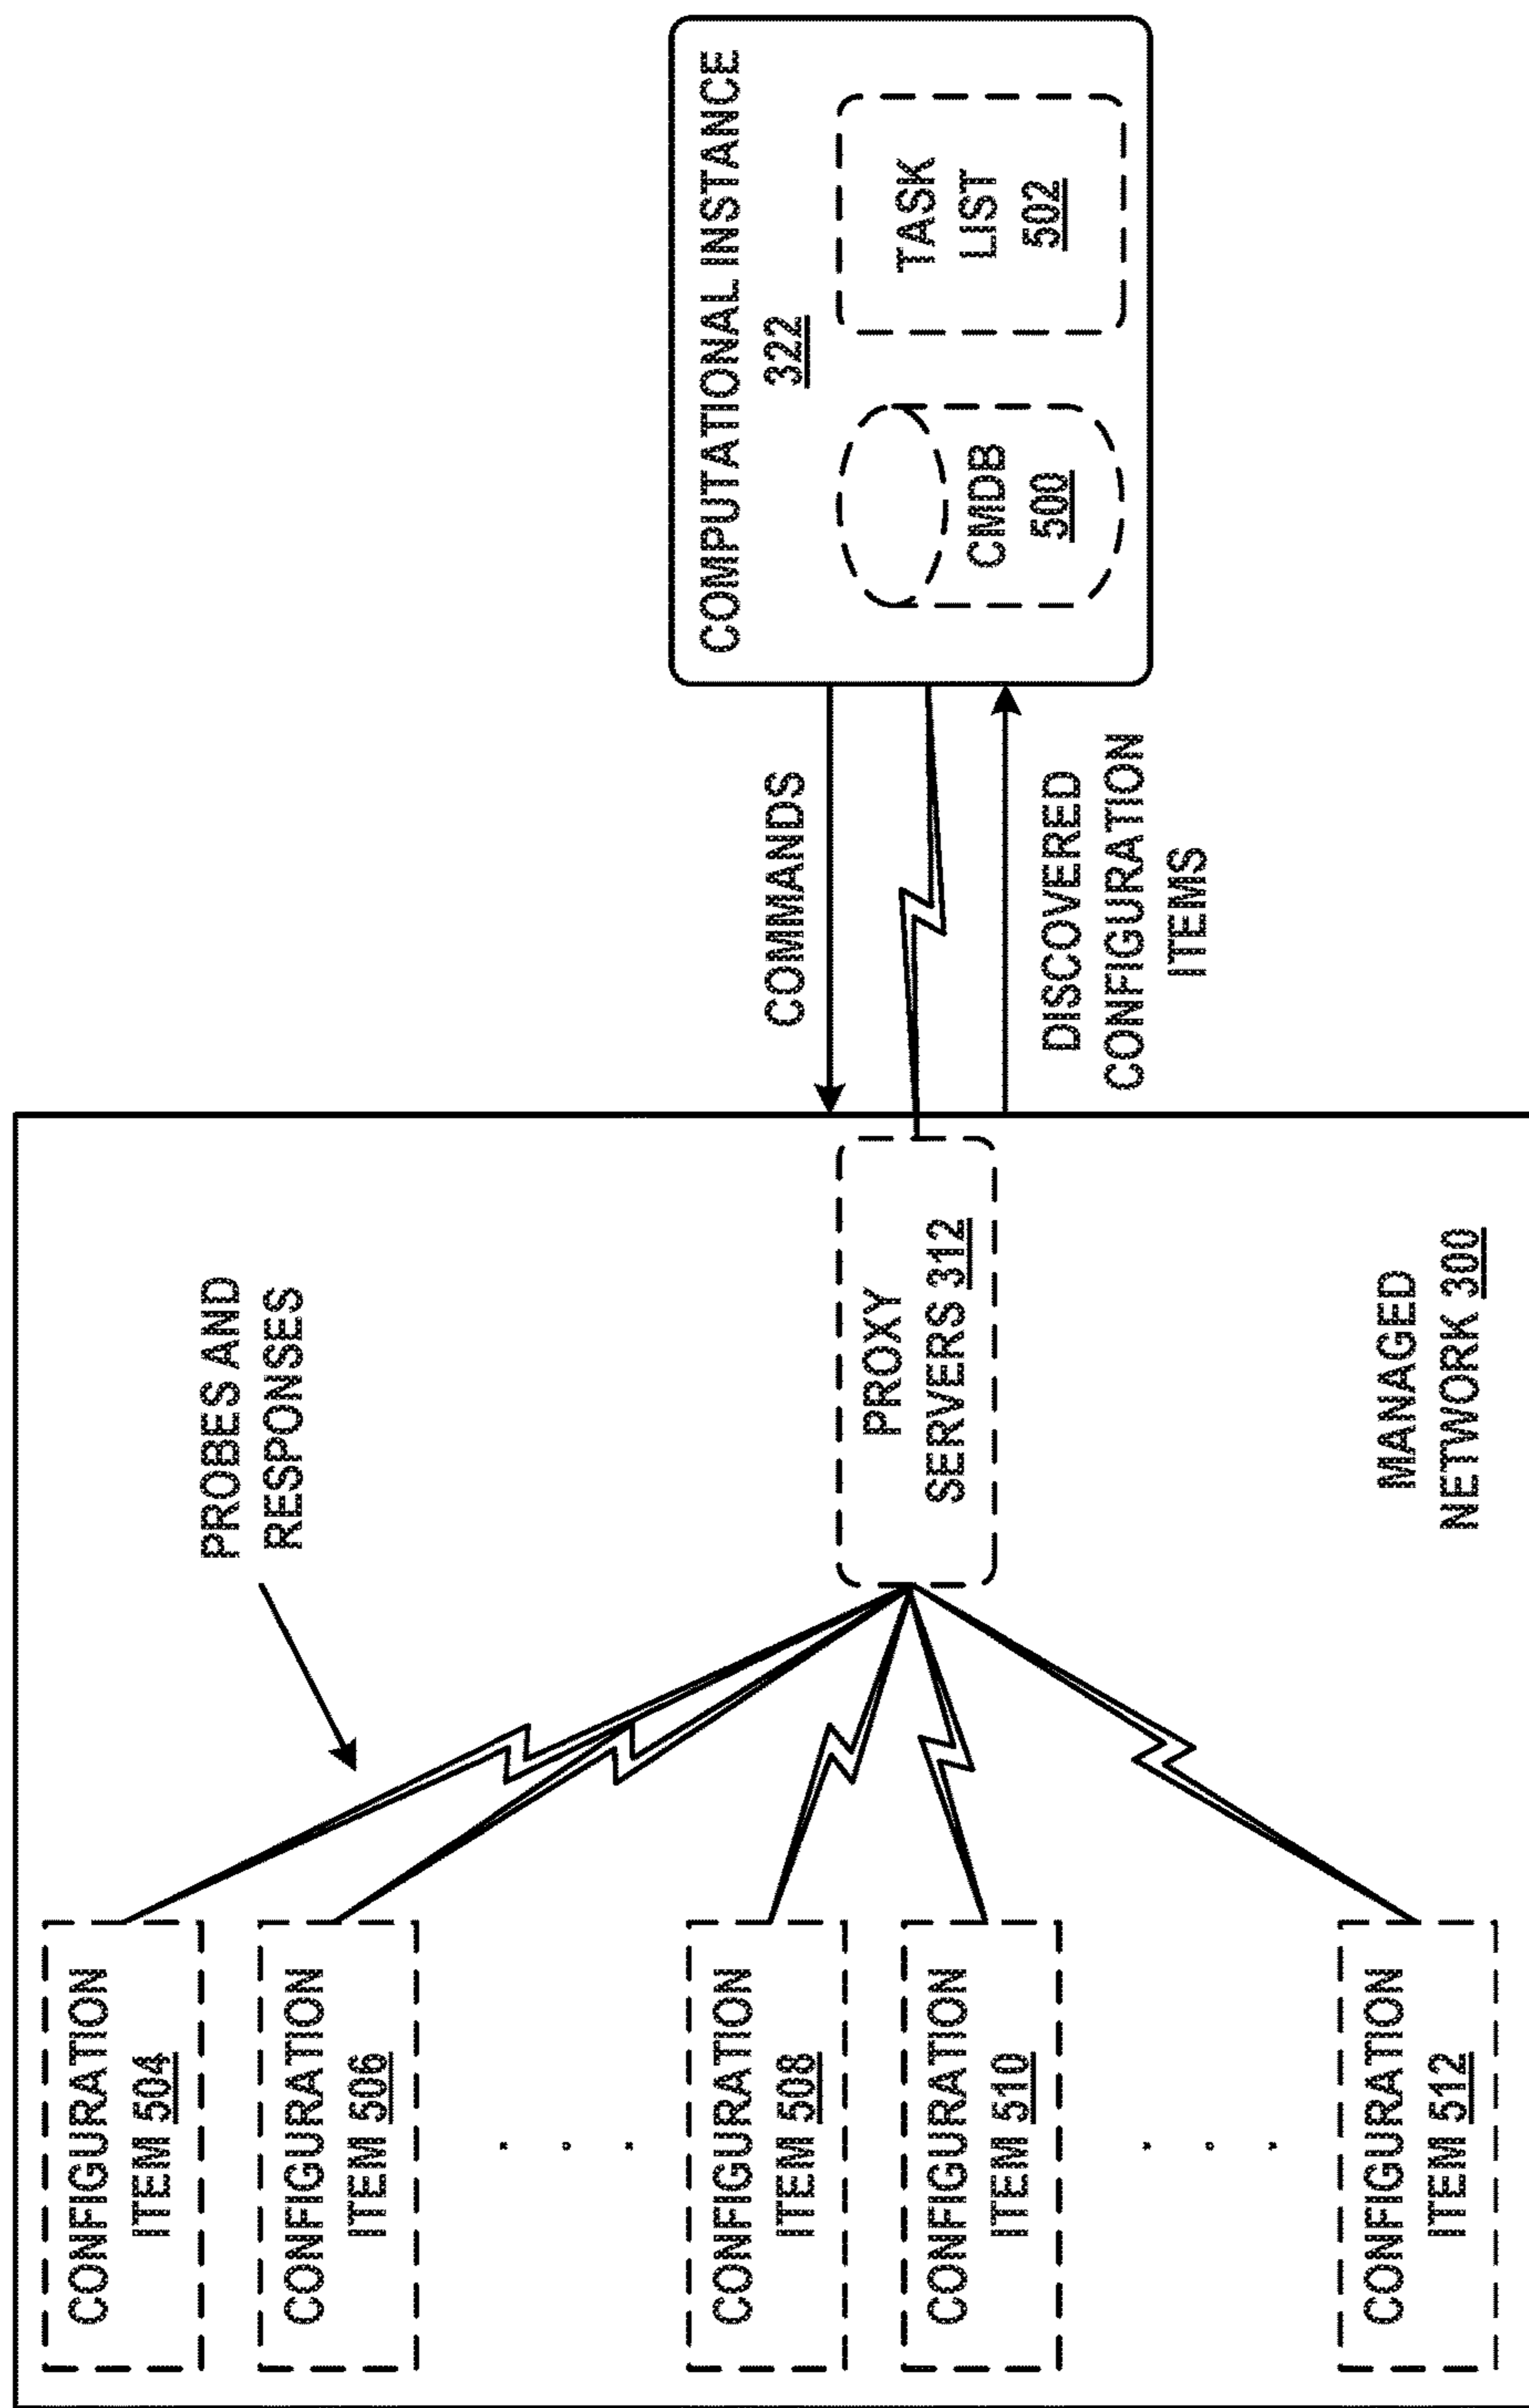 CONFIGURATION
ITEM 504
CONFIGURATION
ITEM 506
CONFIGURATION
ITEM 508
CONFIGURATION
ITEM 510
CONFIGURATION
ITEM 512
PROBES AND
RESPONSES
PROXY
SERVERS 312
MANAGED
NETWORK 300
COMMANDS
DISCOVERED
CONFIGURATION
ITEMS
COMPUTATIONAL INSTANCE
322
CMDB
500
TASK
LIST
502